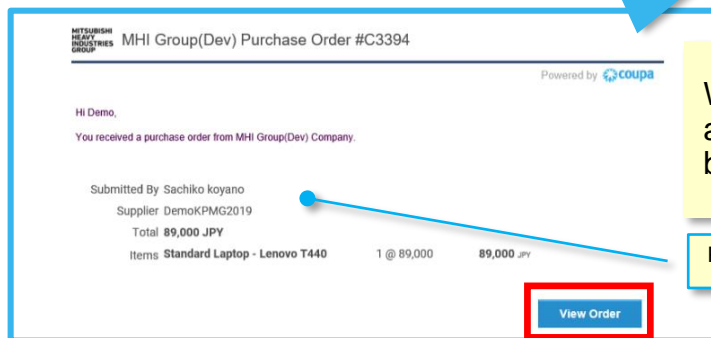 MITSUBISHI
HEAVY
INDUSTRIES
GROUP
MHI Group(Dev) Purchase Order #C3394
Powered by coupa
Hi Demo,
You received a purchase order from MHI Group(Dev) Company.
Submitted By Sachiko koyano
Supplier DemoKPMG2019
Total 89,000 JPY
Items Standard Laptop - Lenovo T440 1 @ 89,000 89,000 JPY
View Order